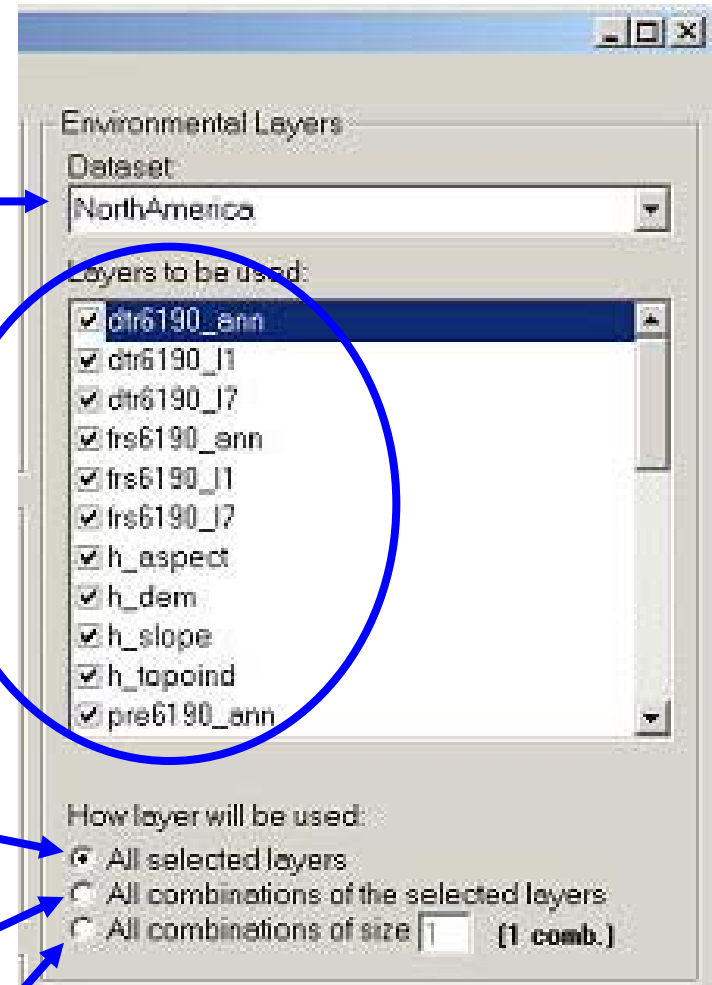 Environmental Layers
Dataset:
NorthAmerica
Layers to be used:
dtr6190_ann
dtr6190_l1
dtr6190_l7
frs6190_ann
frs6190_l1
frs6190_l7
h_aspect
h_dem
h_slope
h_topoind
pre6190_ann
How layer will be used:
All selected layers
All combinations of the selected layers
All combinations of size 1 (1 comb.)